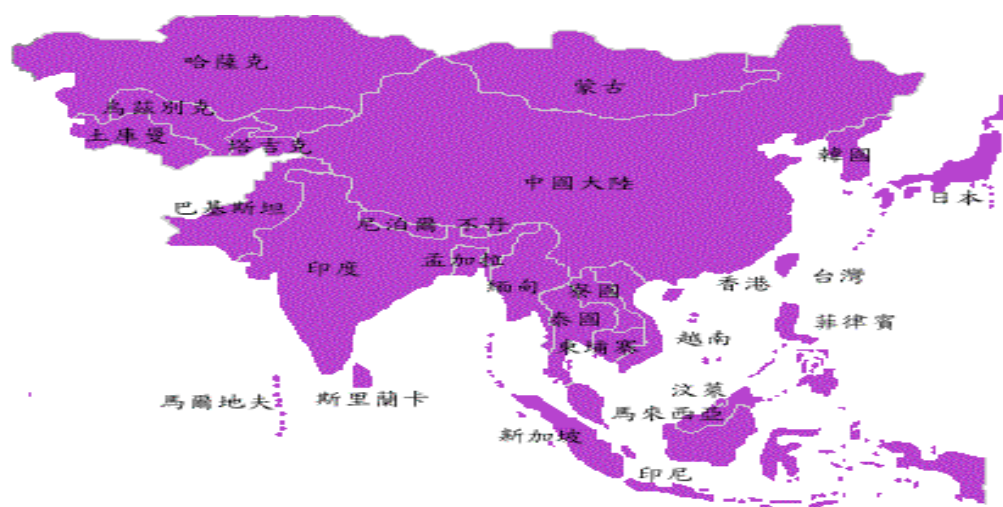 哈薩克
蒙古
烏茲別克
土庫曼
塔吉克
韓國
中國大陸
日本
巴基斯坦
尼泊爾 不丹
孟加拉
印度
緬甸
寮國
香港
台灣
泰國
菲律賓
越南
柬埔寨
汶萊
馬爾地夫
斯里蘭卡
馬來西亞
新加坡
印尼